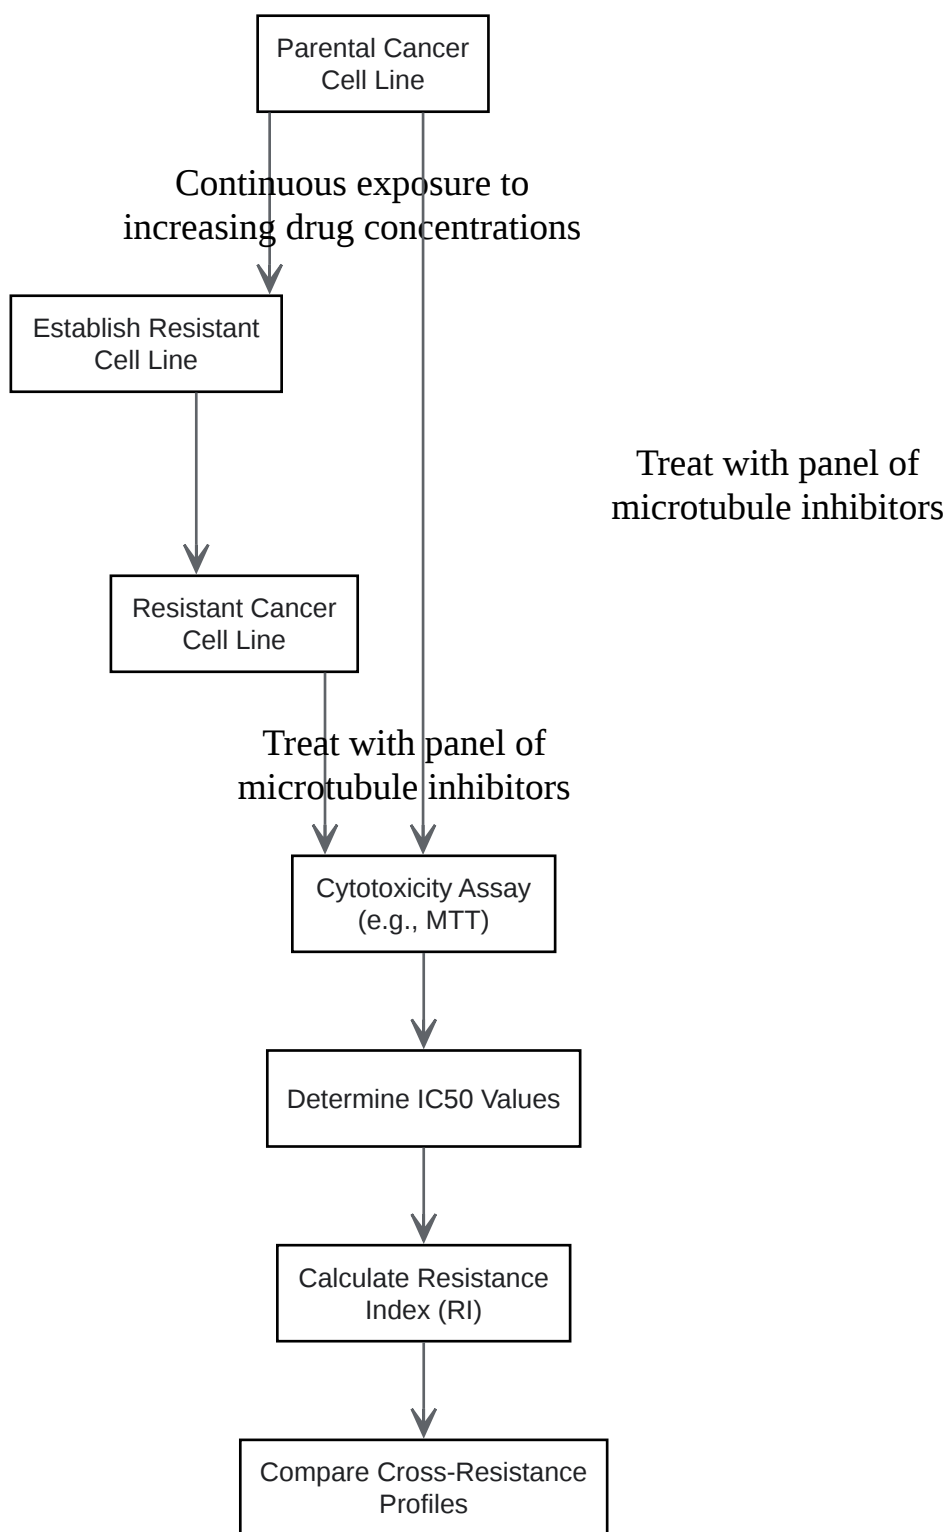 Parental Cancer
Cell Line
Continuous exposure to
increasing drug concentrations
Establish Resistant
Cell Line
Treat with panel of
microtubule inhibitors
Resistant Cancer
Cell Line
Treat with panel of
microtubule inhibitors
Cytotoxicity Assay
(e.g., MTT)
Determine IC50 Values
Calculate Resistance
Index (RI)
Compare Cross-Resistance
Profiles